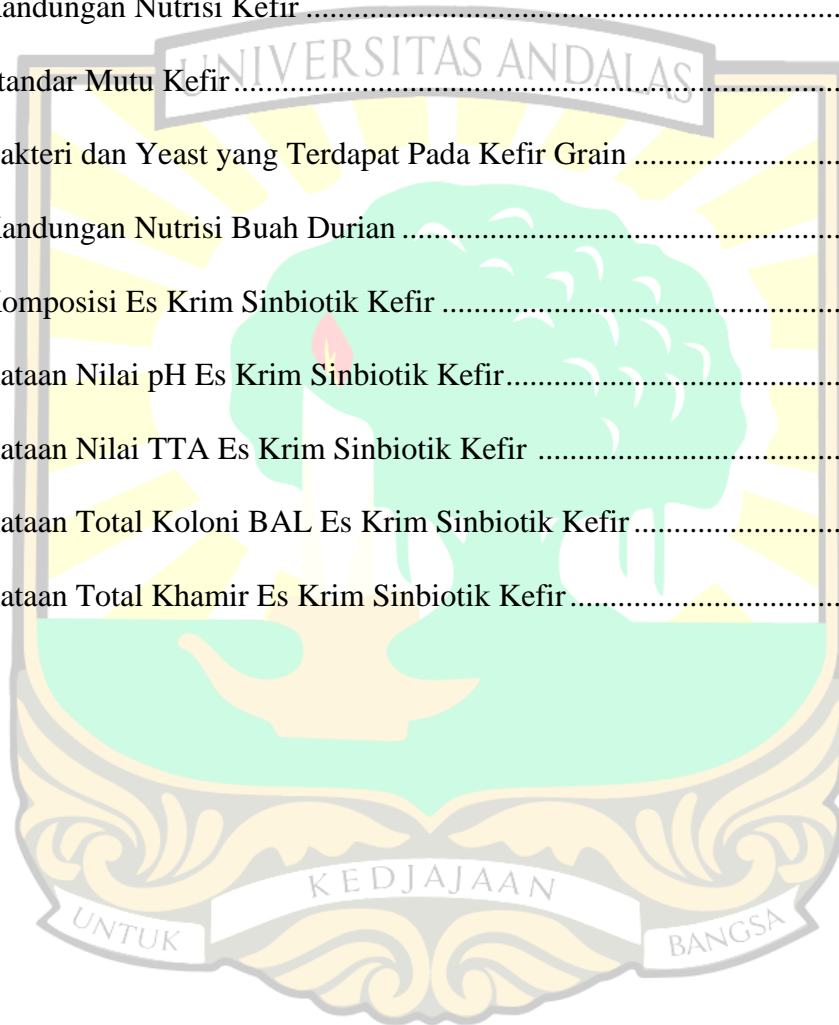 andungan Nutrisi Kefir ........................................................................
UNIVERSITAS ANDALAS
tandar Mutu Kefir........................................................................
akteri dan Yeast yang Terdapat Pada Kefir Grain ..........................
andungan Nutrisi Buah Durian ........................................................
omposisi Es Krim Sinbiotik Kefir ..................................................
ataan Nilai pH Es Krim Sinbiotik Kefir..........................................
ataan Nilai TTA Es Krim Sinbiotik Kefir ......................................
ataan Total Koloni BAL Es Krim Sinbiotik Kefir..........................
ataan Total Khamir Es Krim Sinbiotik Kefir..................................
UNTUK KEDJAJAAN BANGSA